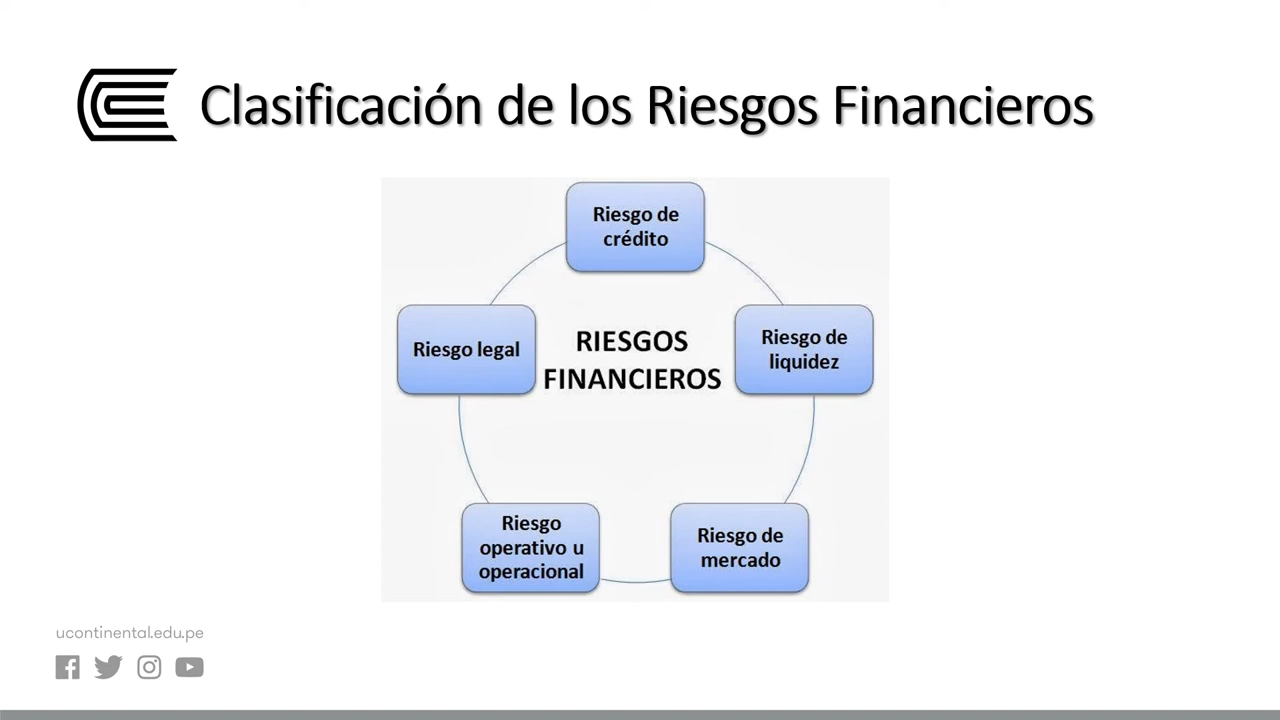 Clasificación de los Riesgos Financieros
Riesgo de
crédito
Riesgo legal
RIESGOS
FINANCIEROS
Riesgo de
liquidez
Riesgo
operativo u
operacional
Riesgo de
mercado
ucontinental.edu.pe